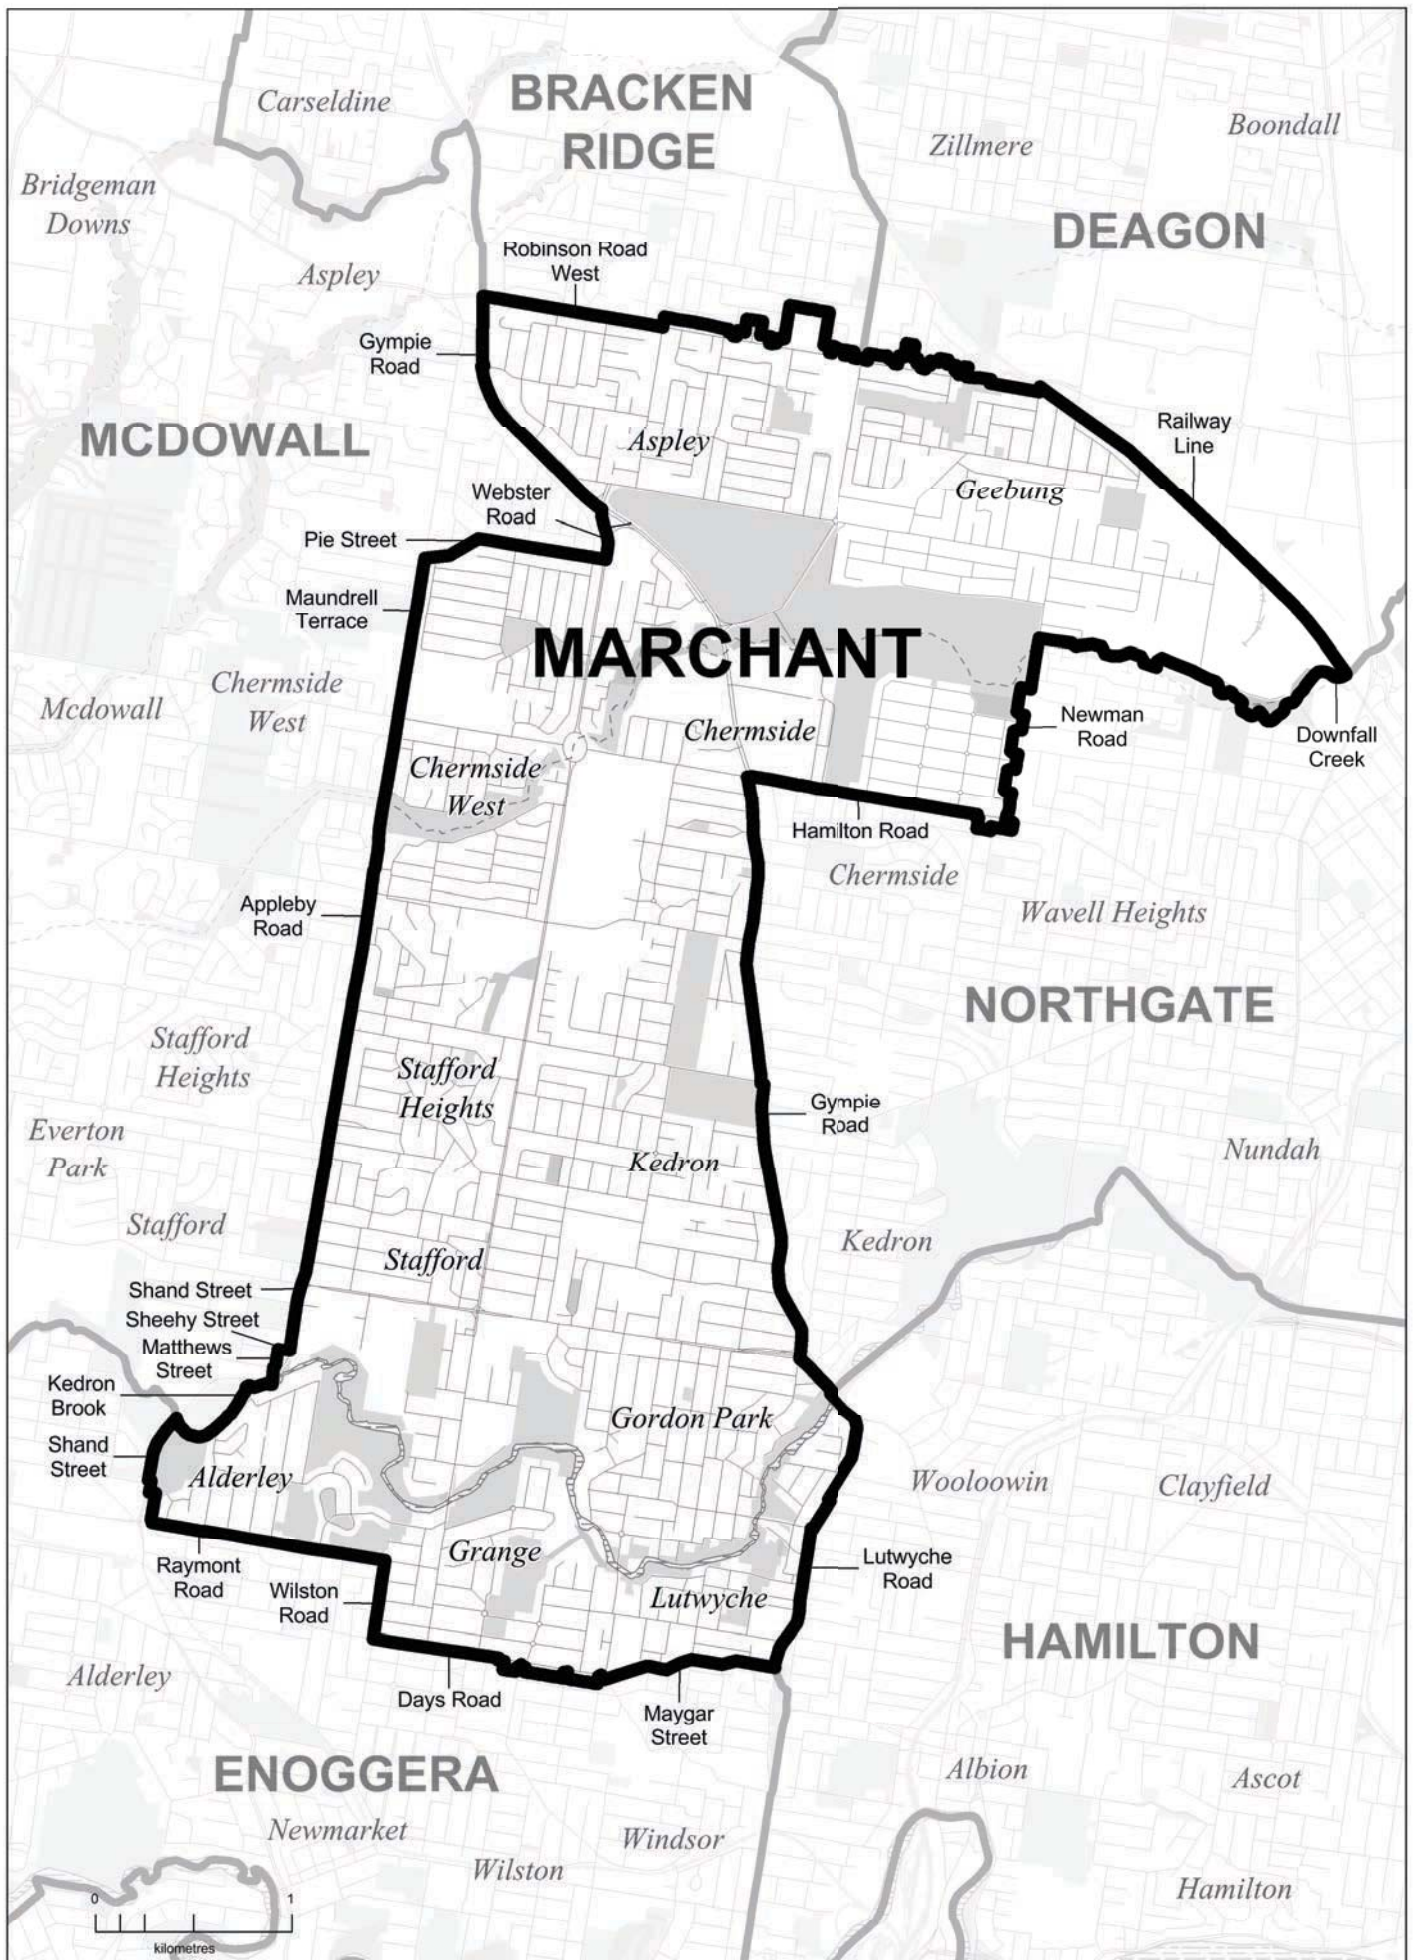 Carseldine
BRACKEN
RIDGE
Zillmere
Boondall
Bridgeman
Downs
DEAGON
Aspley
Robinson Road
West
Gympie
Road
MCDOWALL
Aspley
Railway
Line
Geebung
Webster
Road
Pie Street
Maundrell
Terrace
MARCHANT
Mcdowall
Chermside
West
Chermside
Newman
Road
Downfall
Creek
Chermside
West
Hamilton Road
Chermside
Appleby
Road
Wavell Heights
NORTHGATE
Stafford
Heights
Stafford
Heights
Gympie
Road
Everton
Park
Kedron
Nundah
Stafford
Kedron
Stafford
Shand Street
Sheehy Street
Matthews
Street
Kedron
Brook
Gordon Park
Shand
Street
Alderley
Wooloowin
Clayfield
Grange
Raymont
Road
Wilston
Road
Lutwyche
Lutwyche
Road
HAMILTON
Alderley
Days Road
Maygar
Street
ENOGGERA
Albion
Ascot
Newmarket
Windsor
Wilston
Hamilton
0 1
kilometres